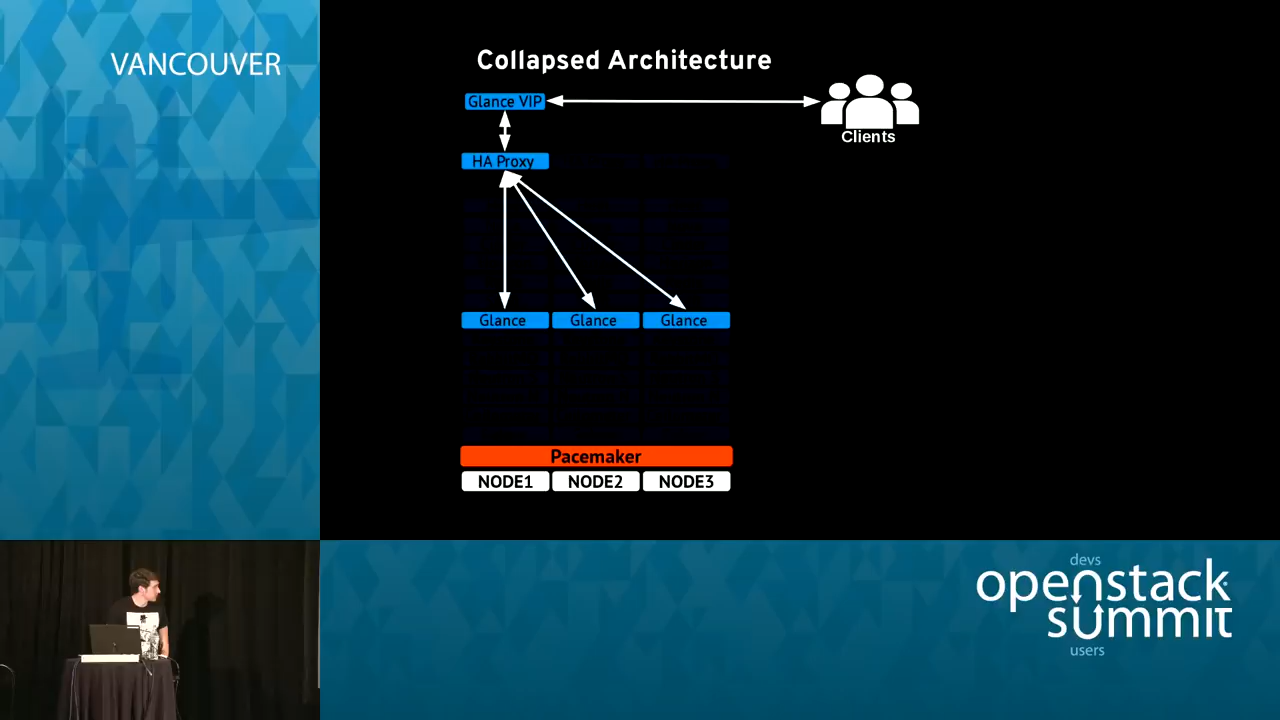 VANCOUVER
Collapsed Architecture
Glance VIP
Clients
HA Proxy
Glance Glance Glance
Pacemaker
NODE1 NODE2 NODE3
devs
openstack
summit
users